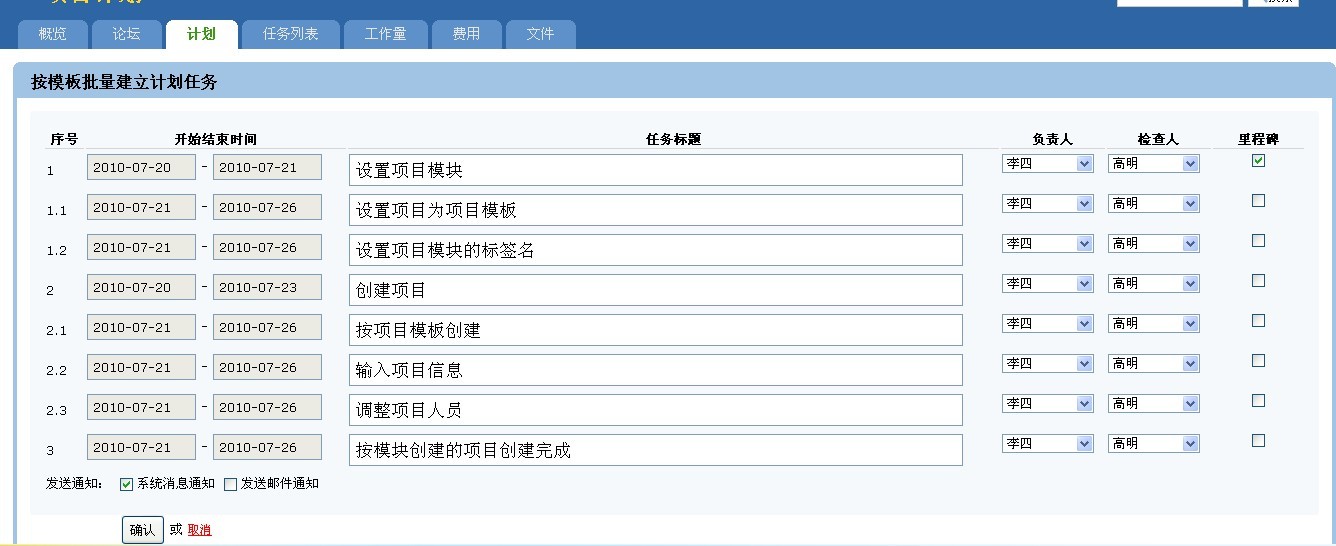 概览 论坛 计划 任务列表 工作量 费用 文件
按模板批量建立计划任务
序号 开始结束时间 任务标题 负责人 检查人 里程碑
1 2010-07-20 - 2010-07-21 设置项目模块 李四 高明
1.1 2010-07-21 - 2010-07-26 设置项目为项目模板 李四 高明
1.2 2010-07-21 - 2010-07-26 设置项目模块的标签名 李四 高明
2 2010-07-20 - 2010-07-23 创建项目 李四 高明
2.1 2010-07-21 - 2010-07-26 按项目模板创建 李四 高明
2.2 2010-07-21 - 2010-07-26 输入项目信息 李四 高明
2.3 2010-07-21 - 2010-07-26 调整项目人员 李四 高明
3 2010-07-21 - 2010-07-26 按模块创建的项目创建完成 李四 高明
发送通知: 系统消息通知 发送邮件通知
确认 或 取消